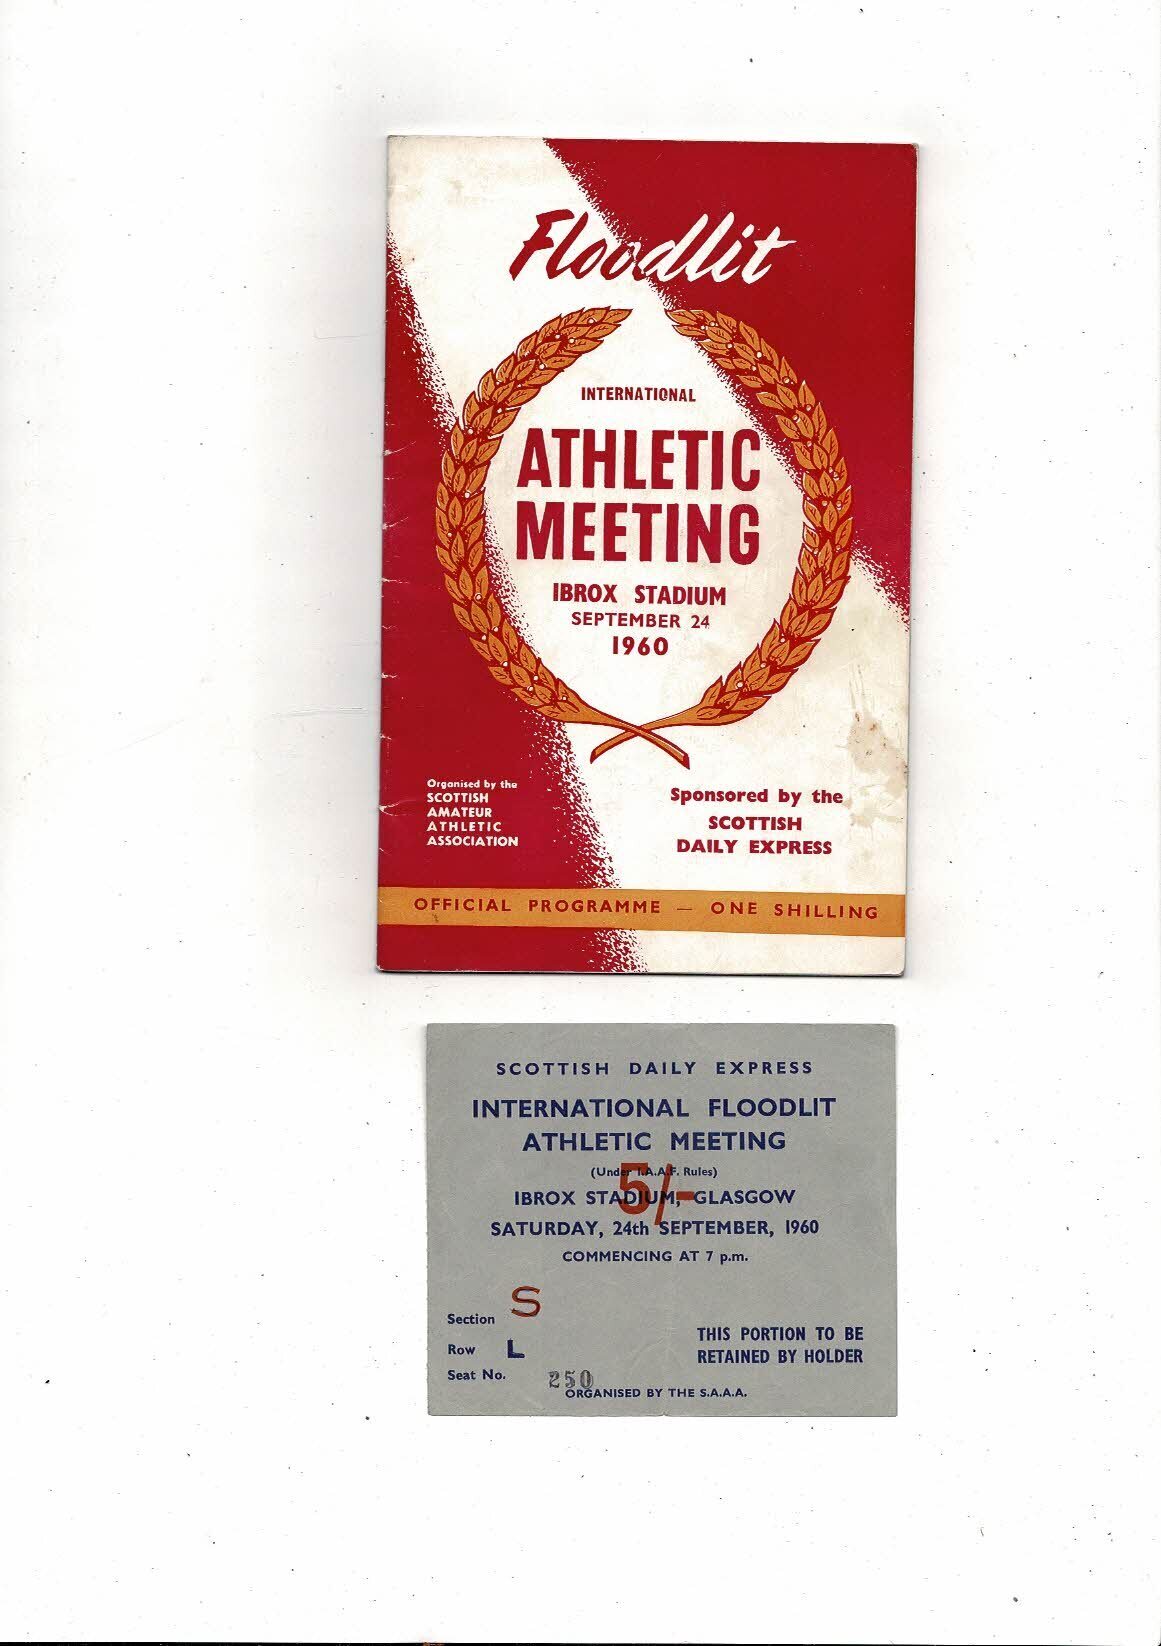 Floodlit
INTERNATIONAL
ATHLETIC
MEETING
IBROX STADIUM
SEPTEMBER 24
1960
Organised by the
SCOTTISH
AMATEUR
ATHLETIC
ASSOCIATION
Sponsored by the
SCOTTISH
DAILY EXPRESS
OFFICIAL PROGRAMME — ONE SHILLING
SCOTTISH DAILY EXPRESS
INTERNATIONAL FLOODLIT
ATHLETIC MEETING
(Under I.A.A.F. Rules)
5/-
IBROX STADIUM, GLASGOW
SATURDAY, 24th SEPTEMBER, 1960
COMMENCING AT 7 p.m.
Section S
Row L
Seat No. 250
THIS PORTION TO BE
RETAINED BY HOLDER
ORGANISED BY THE S.A.A.A.